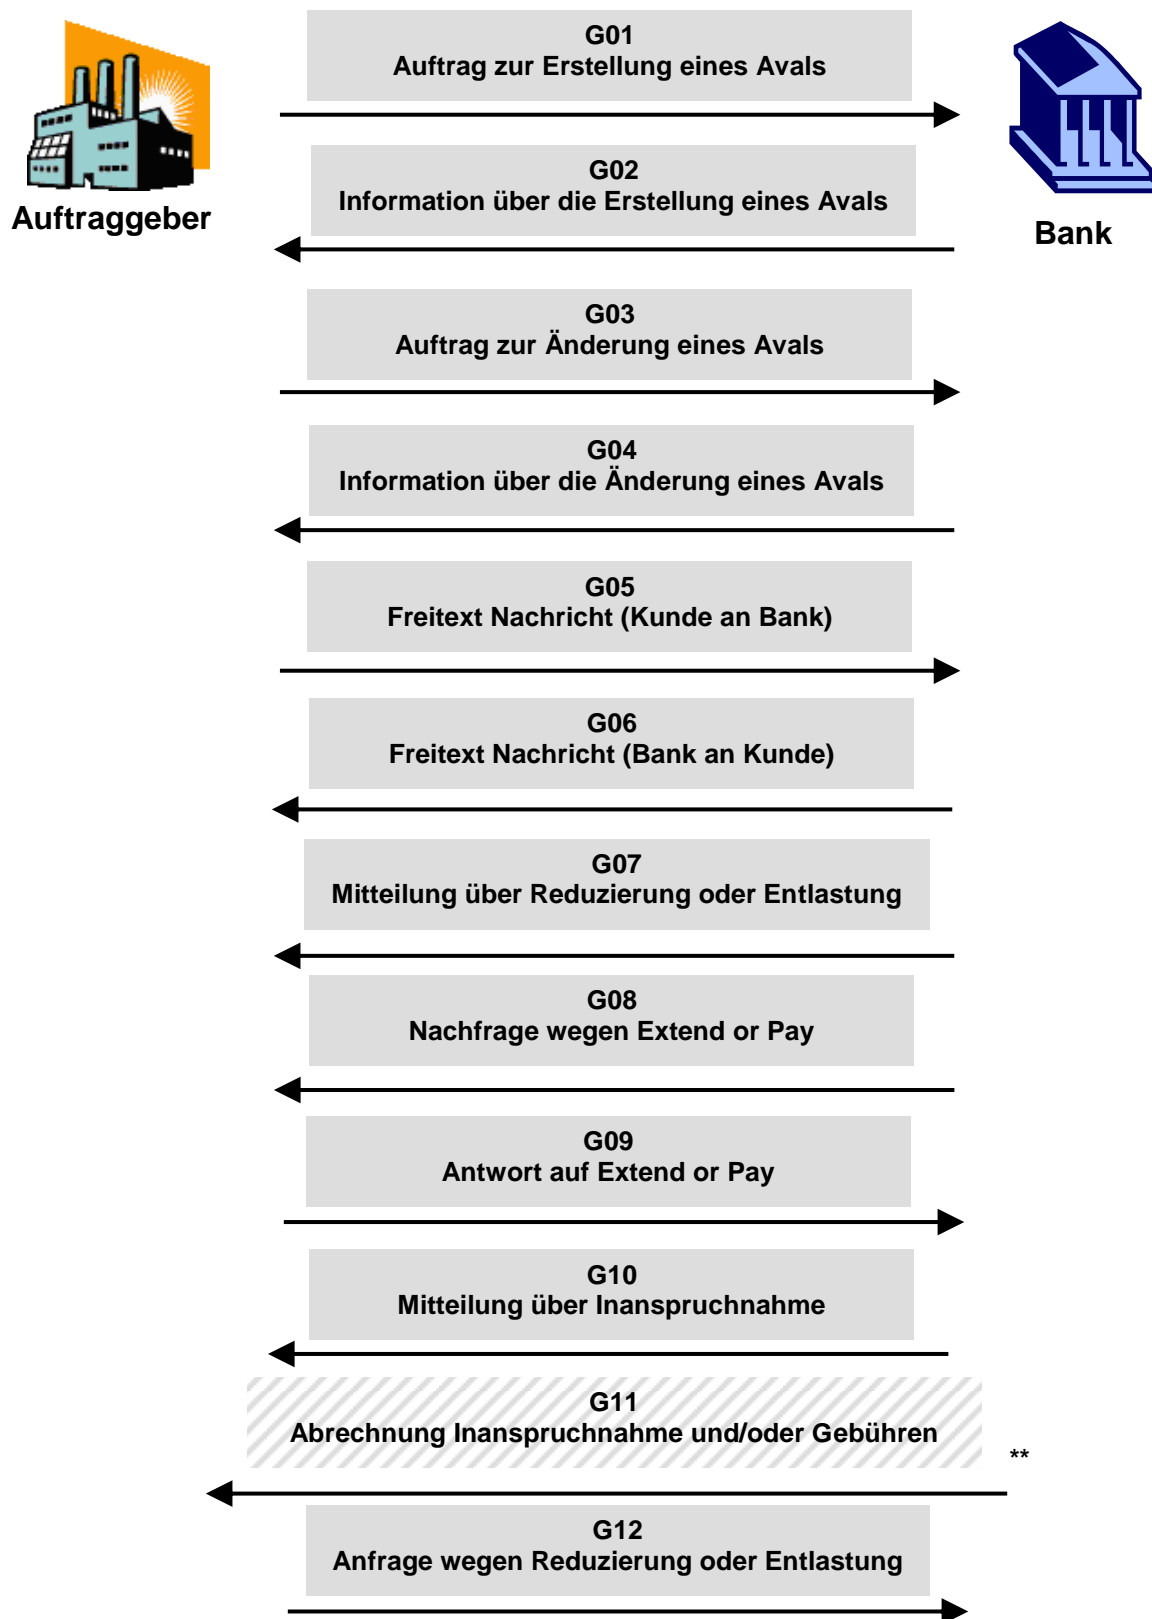 G01
Auftrag zur Erstellung eines Avals
G02
Information über die Erstellung eines Avals
Auftraggeber
Bank
G03
Auftrag zur Änderung eines Avals
G04
Information über die Änderung eines Avals
G05
Freitext Nachricht (Kunde an Bank)
G06
Freitext Nachricht (Bank an Kunde)
G07
Mitteilung über Reduzierung oder Entlastung
G08
Nachfrage wegen Extend or Pay
G09
Antwort auf Extend or Pay
G10
Mitteilung über Inanspruchnahme
G11
Abrechnung Inanspruchnahme und/oder Gebühren
**
G12
Anfrage wegen Reduzierung oder Entlastung